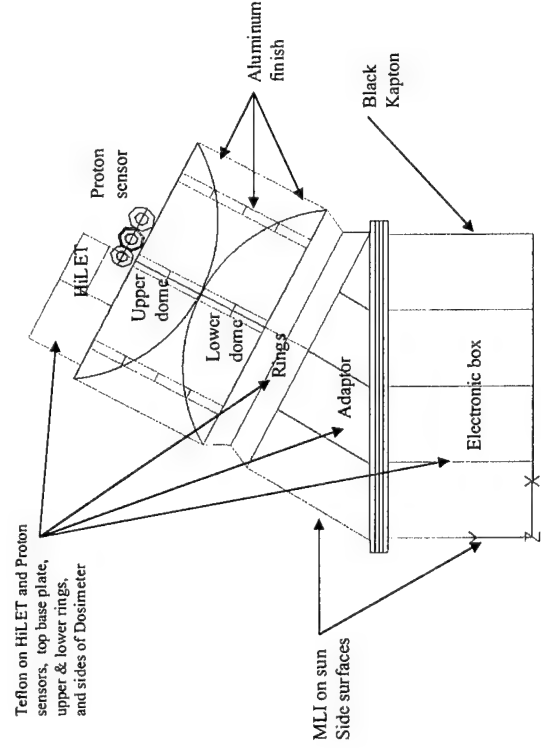 Teflon on HiLET and Proton
sensors, top base plate,
upper & lower rings,
and sides of Dosimeter
HiLET
Proton
sensor
Aluminum
finish
Upper
dome
Lower
dome
Rings
Adaptor
Black
Kapton
Electronic box
MLI on sun
Side surfaces
X
Z